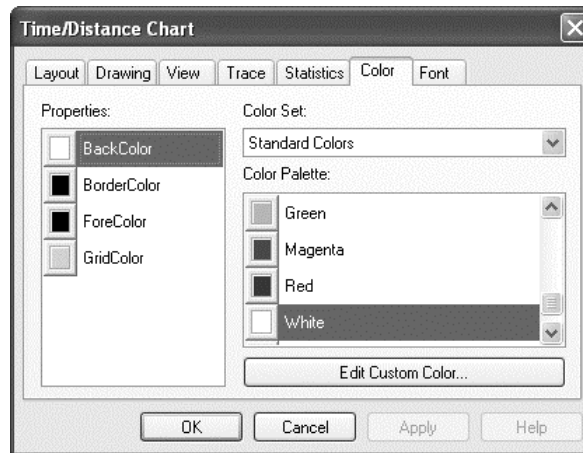 Time/Distance Chart
Layout Drawing View Trace Statistics Color Font
Properties:
BackColor
BorderColor
ForeColor
GridColor
Color Set:
Standard Colors
Color Palette:
Green
Magenta
Red
White
Edit Custom Color...
OK Cancel Apply Help